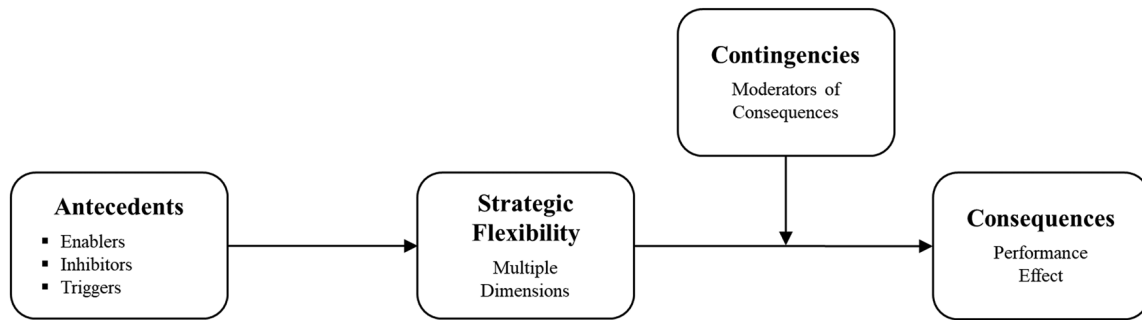 Contingencies
Moderators of
Consequences
Antecedents
▪ Enablers
▪ Inhibitors
▪ Triggers
Strategic
Flexibility
Multiple
Dimensions
Consequences
Performance
Effect